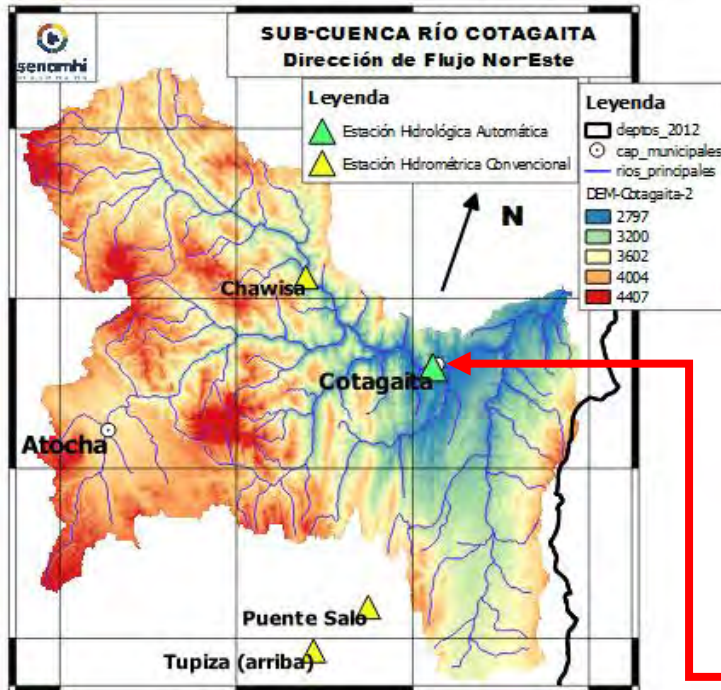 senamhi
SUB-CUENCA RÍO COTAGAITA
Dirección de Flujo Nor-Este
Leyenda
Estación Hidrológica Automática
Estación Hidrométrica Convencional
Leyenda
deptos_2012
cap_municipales
rios_principales
DEM-Cotagaita-2
2797
3200
3602
4004
4407
N
Chawisa
Cotagaita
Atocha
Puente Salo
Tupiza (arriba)